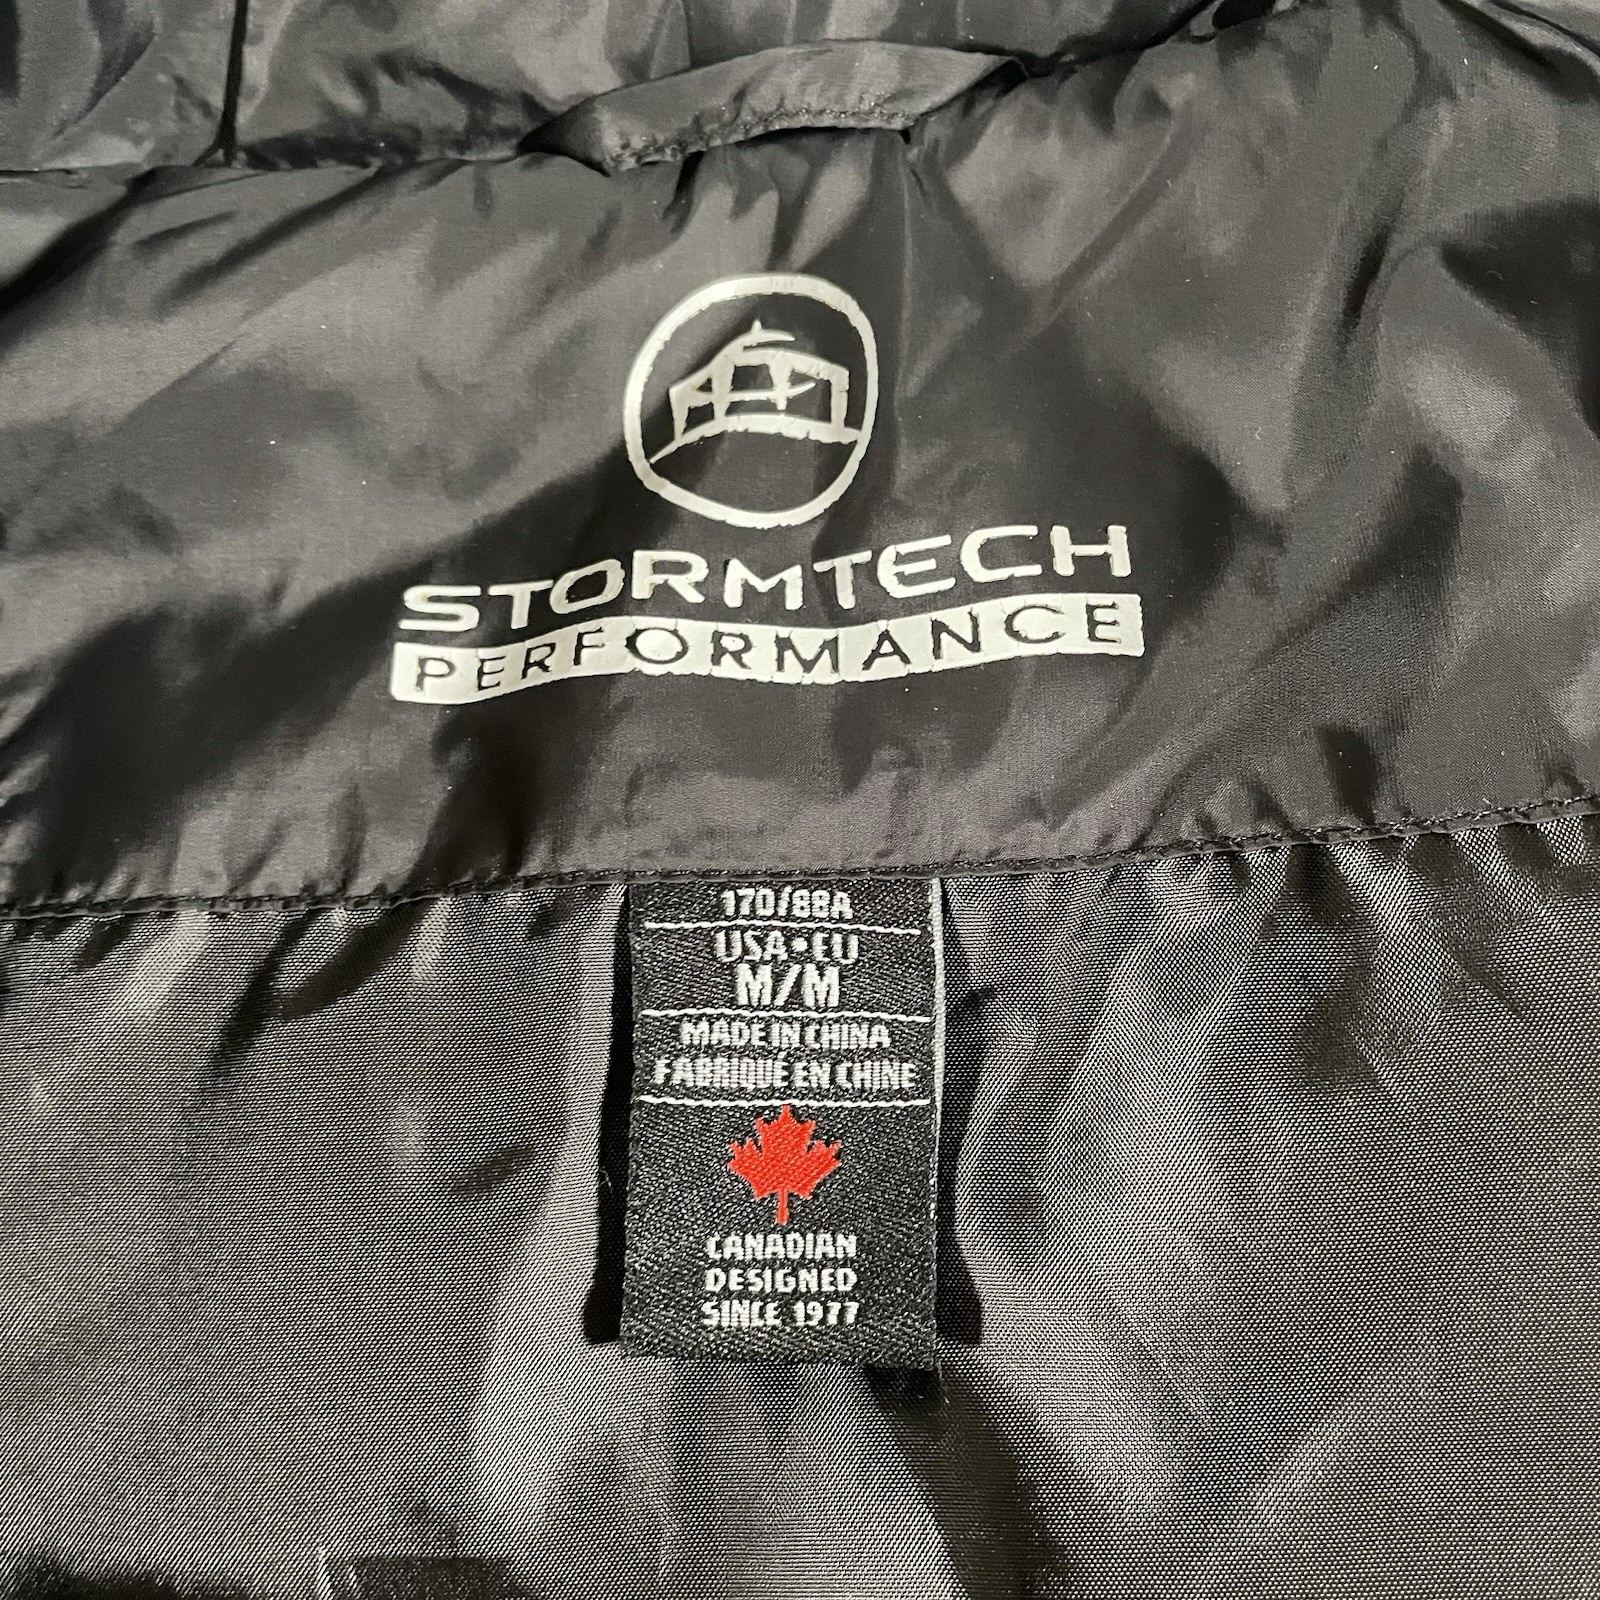 STORMTECH
PERFORMANCE
170/88A
USA•EU
M/M
MADE IN CHINA
FABRIQUÉ EN CHINE
CANADIAN
DESIGNED
SINCE 1977